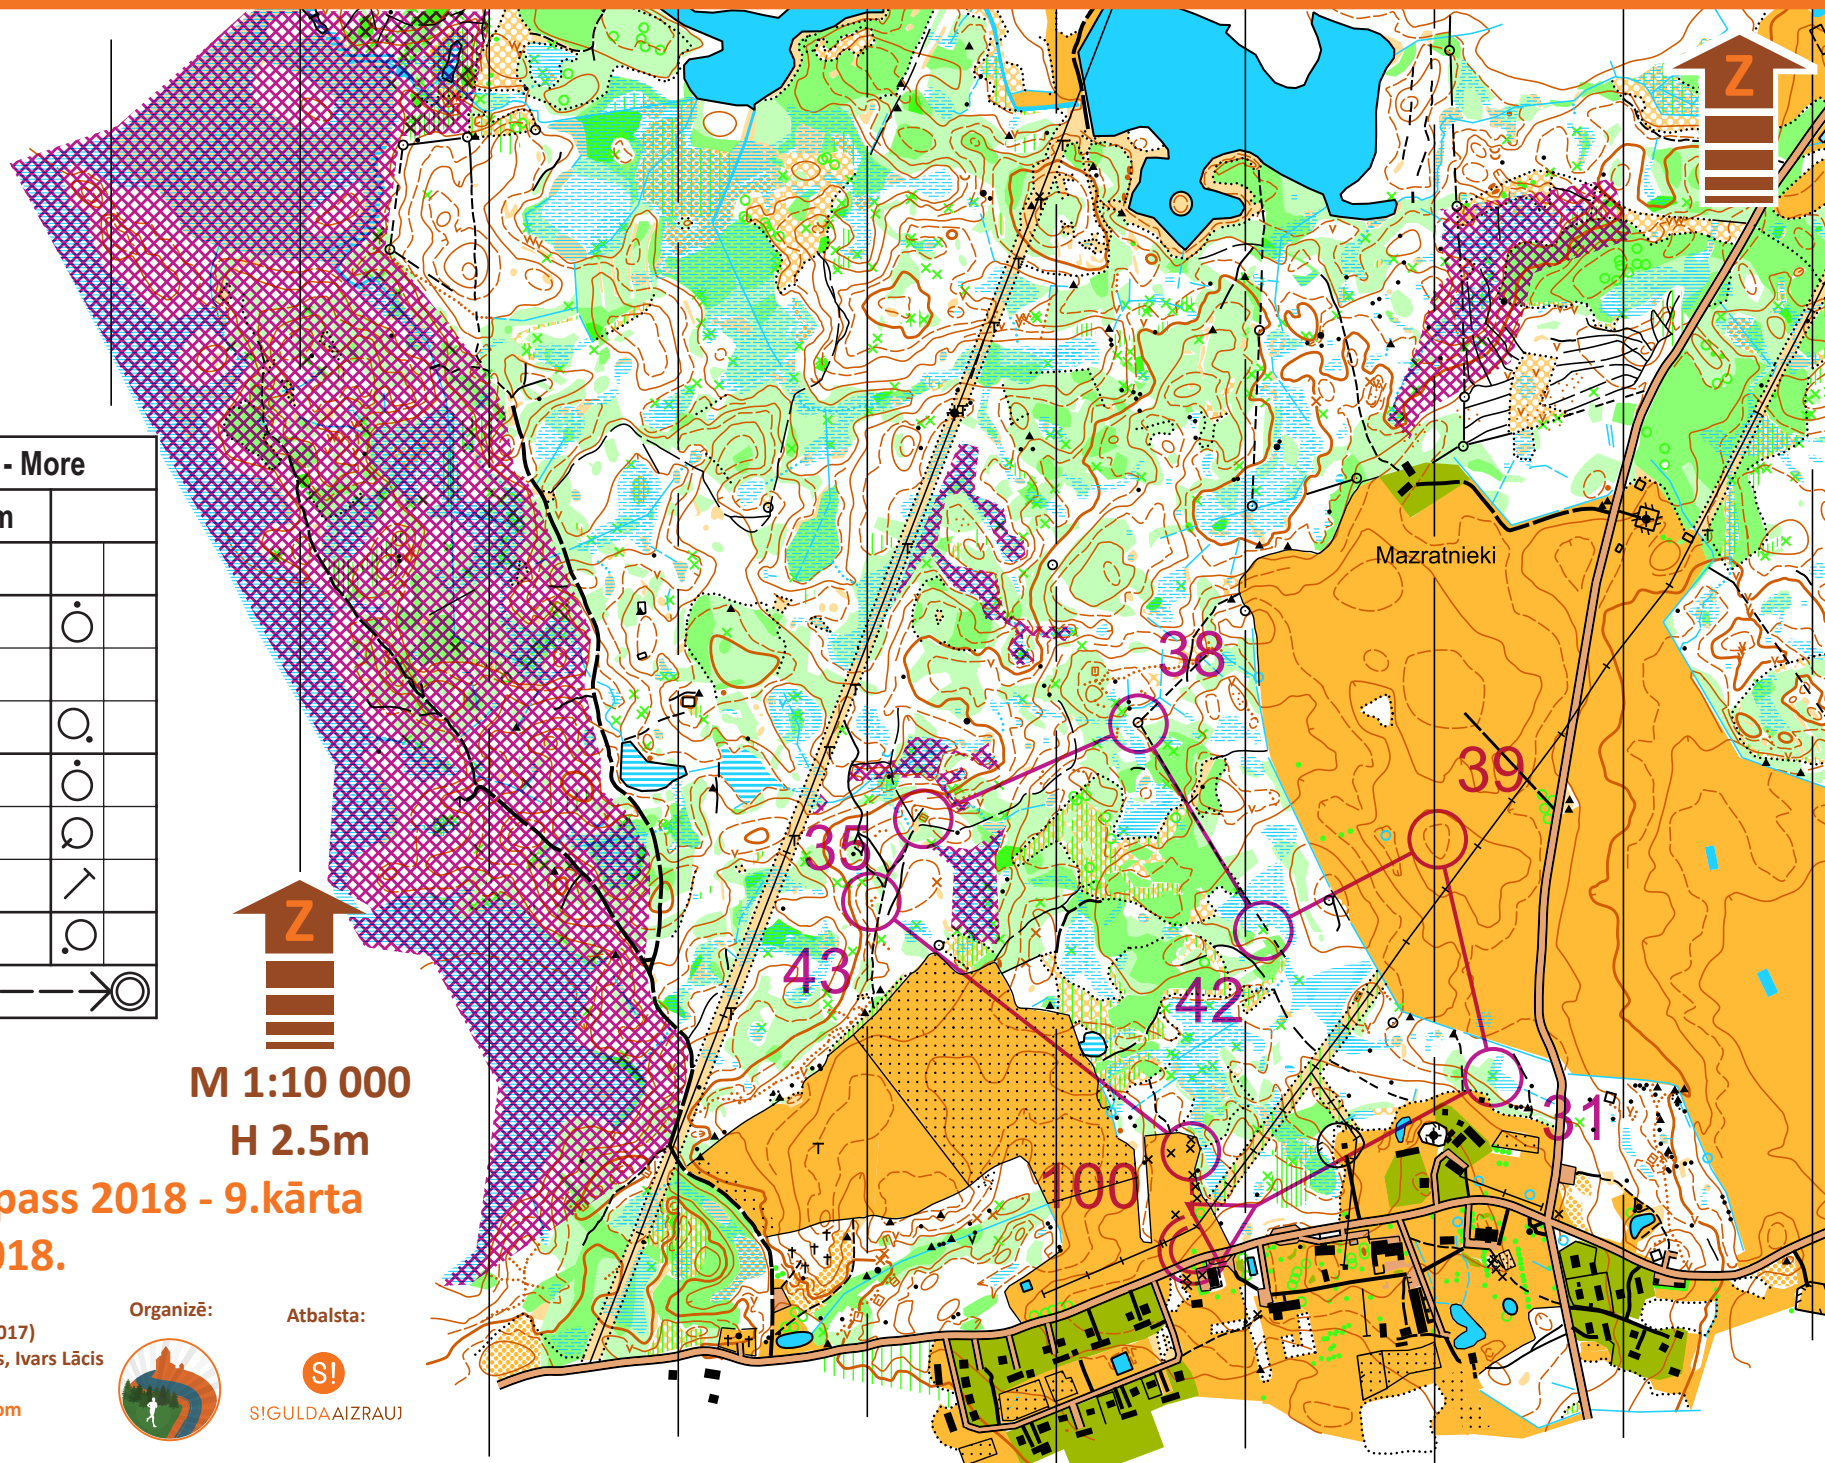 Z
- More
m
Mazratnieki
38
39
35
43
42
31
100
Z
M 1:10 000
H 2.5m
pass 2018 - 9.kārta
018.
Organizē:
Atbalsta:
017)
s, Ivars Lācis
om
S!
S!GULDAAIZRAUJ